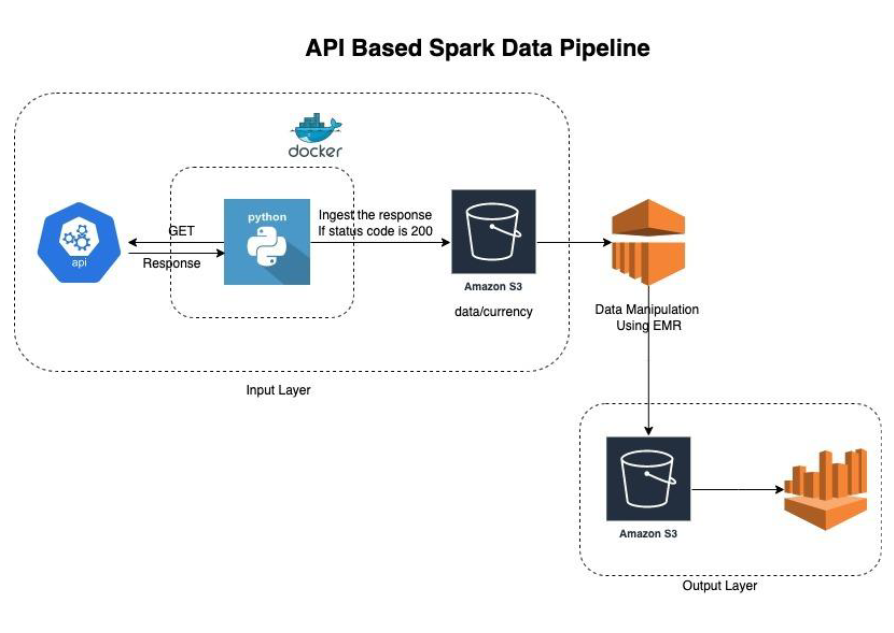 API Based Spark Data Pipeline
docker
python
Ingest the response
If status code is 200
GET
api
Response
Amazon S3
data/currency
Data Manipulation
Using EMR
Input Layer
Amazon S3
Output Layer